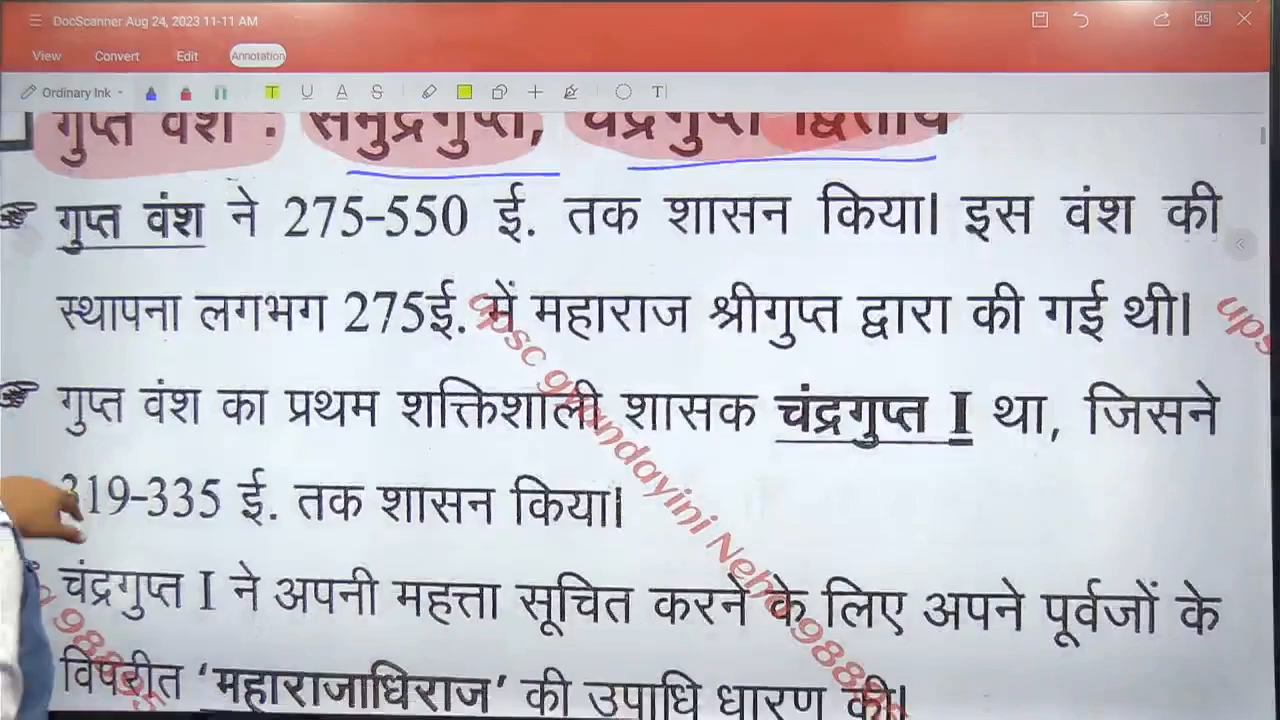 DocScanner Aug 24, 2023 11-11 AM
45
View Convert Edit Annotation
Ordinary Ink T U A S T
गुप्त वंश : समुद्रगुप्त, चंद्रगुप्त द्वितीय
गुप्त वंश ने 275-550 ई. तक शासन किया। इस वंश की
स्थापना लगभग 275ई. में महाराज श्रीगुप्त द्वारा की गई थी।
गुप्त वंश का प्रथम शक्तिशाली शासक चंद्रगुप्त I था, जिसने
319-335 ई. तक शासन किया।
चंद्रगुप्त I ने अपनी महत्ता सूचित करने के लिए अपने पूर्वजों के
विपरीत ‘महाराजाधिराज’ की उपाधि धारण की।
ups